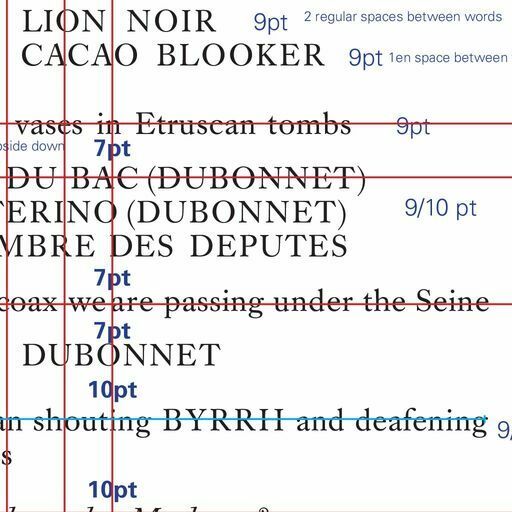 LION NOIR 9pt 2 regular spaces between words
CACAO BLOOKER 9pt 1en space between
vases in Etruscan tombs 9pt
pside down 7pt
DU BAC (DUBONNET)
TERINO (DUBONNET) 9/10 pt
MBRE DES DEPUTES
7pt
coax we are passing under the Seine
7pt
DUBONNET
10pt
an shouting BYRRH and deafening 9/
s
10pt